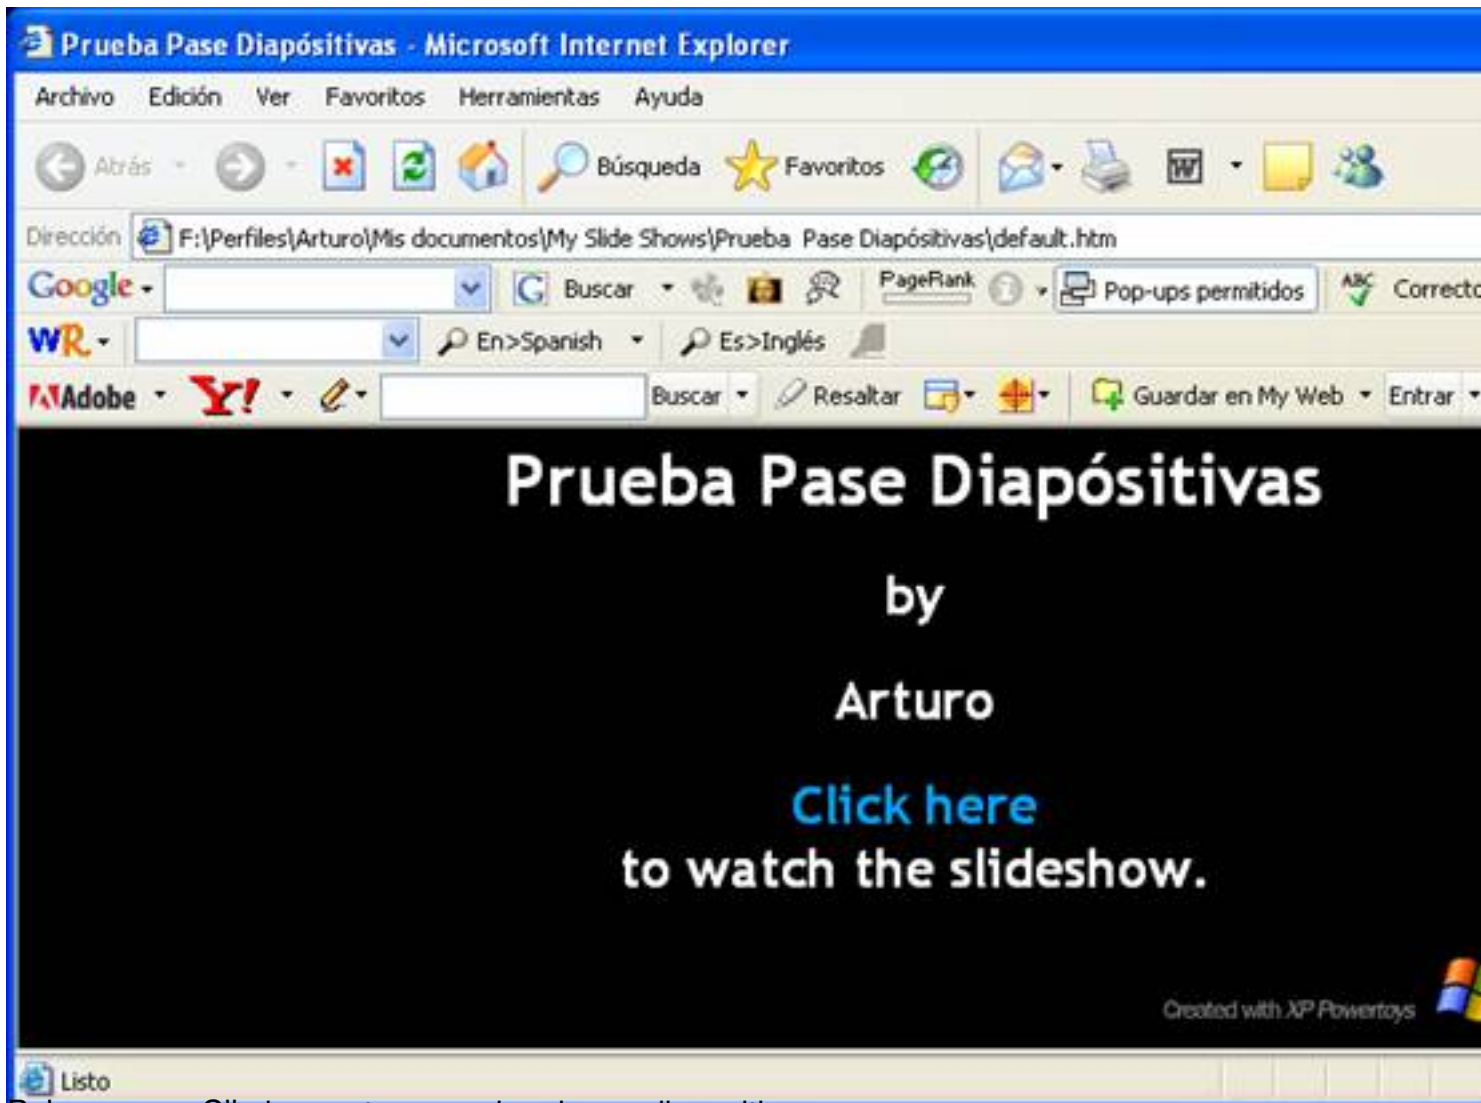 Prueba Pase Diapósitivas - Microsoft Internet Explorer
Archivo Edición Ver Favoritos Herramientas Ayuda
Atrás Búsqueda Favoritos
Dirección F:\Perfiles\Arturo\Mis documentos\My Slide Shows\Prueba Pase Diapósitivas\default.htm
Google Buscar PageRank Pop-ups permitidos ABC Correcto
WR En>Spanish Es>Inglés
Adobe Y! Buscar Resaltar Guardar en My Web Entrar
Prueba Pase Diapósitivas
by
Arturo
Click here
to watch the slideshow.
Created with XP Powertoys
Listo